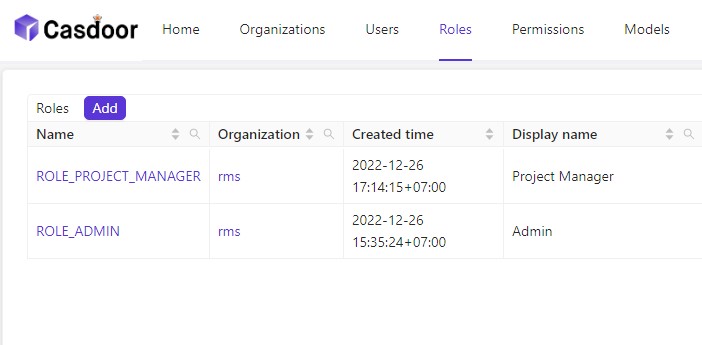 Casdoor Home Organizations Users Roles Permissions Models
Roles Add
Name Organization Created time Display name
ROLE_PROJECT_MANAGER rms 2022-12-26 Project Manager
17:14:15+07:00
ROLE_ADMIN rms 2022-12-26 Admin
15:35:24+07:00